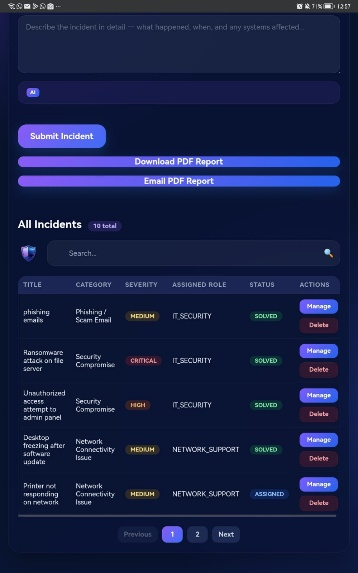 71% 12:57
Describe the incident in detail — what happened, when, and any systems affected...
AI
Submit Incident
Download PDF Report
Email PDF Report
All Incidents 10 total
Search...
TITLE CATEGORY SEVERITY ASSIGNED ROLE STATUS ACTIONS
phishing
emails
Phishing /
Scam Email
MEDIUM
IT_SECURITY
SOLVED
Manage
Delete
Ransomware
attack on file
server
Security
Compromise
CRITICAL
IT_SECURITY
SOLVED
Manage
Delete
Unauthorized
access
attempt to
admin panel
Security
Compromise
HIGH
IT_SECURITY
SOLVED
Manage
Delete
Desktop
freezing after
software
update
Network
Connectivity
Issue
MEDIUM
NETWORK_SUPPORT
SOLVED
Manage
Delete
Printer not
responding
on network
Network
Connectivity
Issue
MEDIUM
NETWORK_SUPPORT
ASSIGNED
Manage
Delete
Previous 1 2 Next